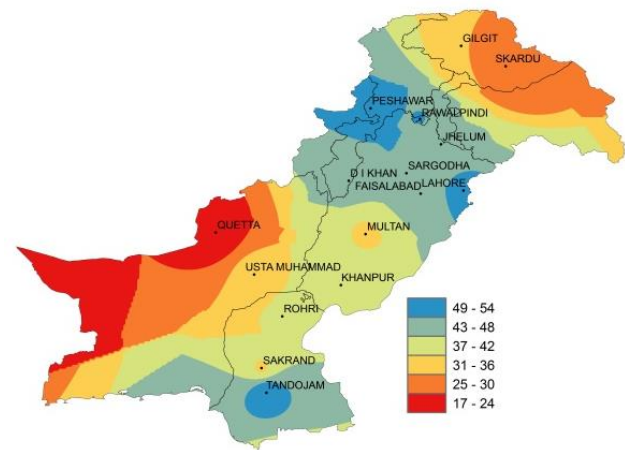 GILGIT
SKARDU
PESHAWAR
RAWALPINDI
JHELUM
SARGODHA
D I KHAN
FAISALABAD
LAHORE
QUETTA
MULTAN
USTA MUHAMMAD
KHANPUR
ROHRI
SAKRAND
TANDOJAM
49 - 54
43 - 48
37 - 42
31 - 36
25 - 30
17 - 24